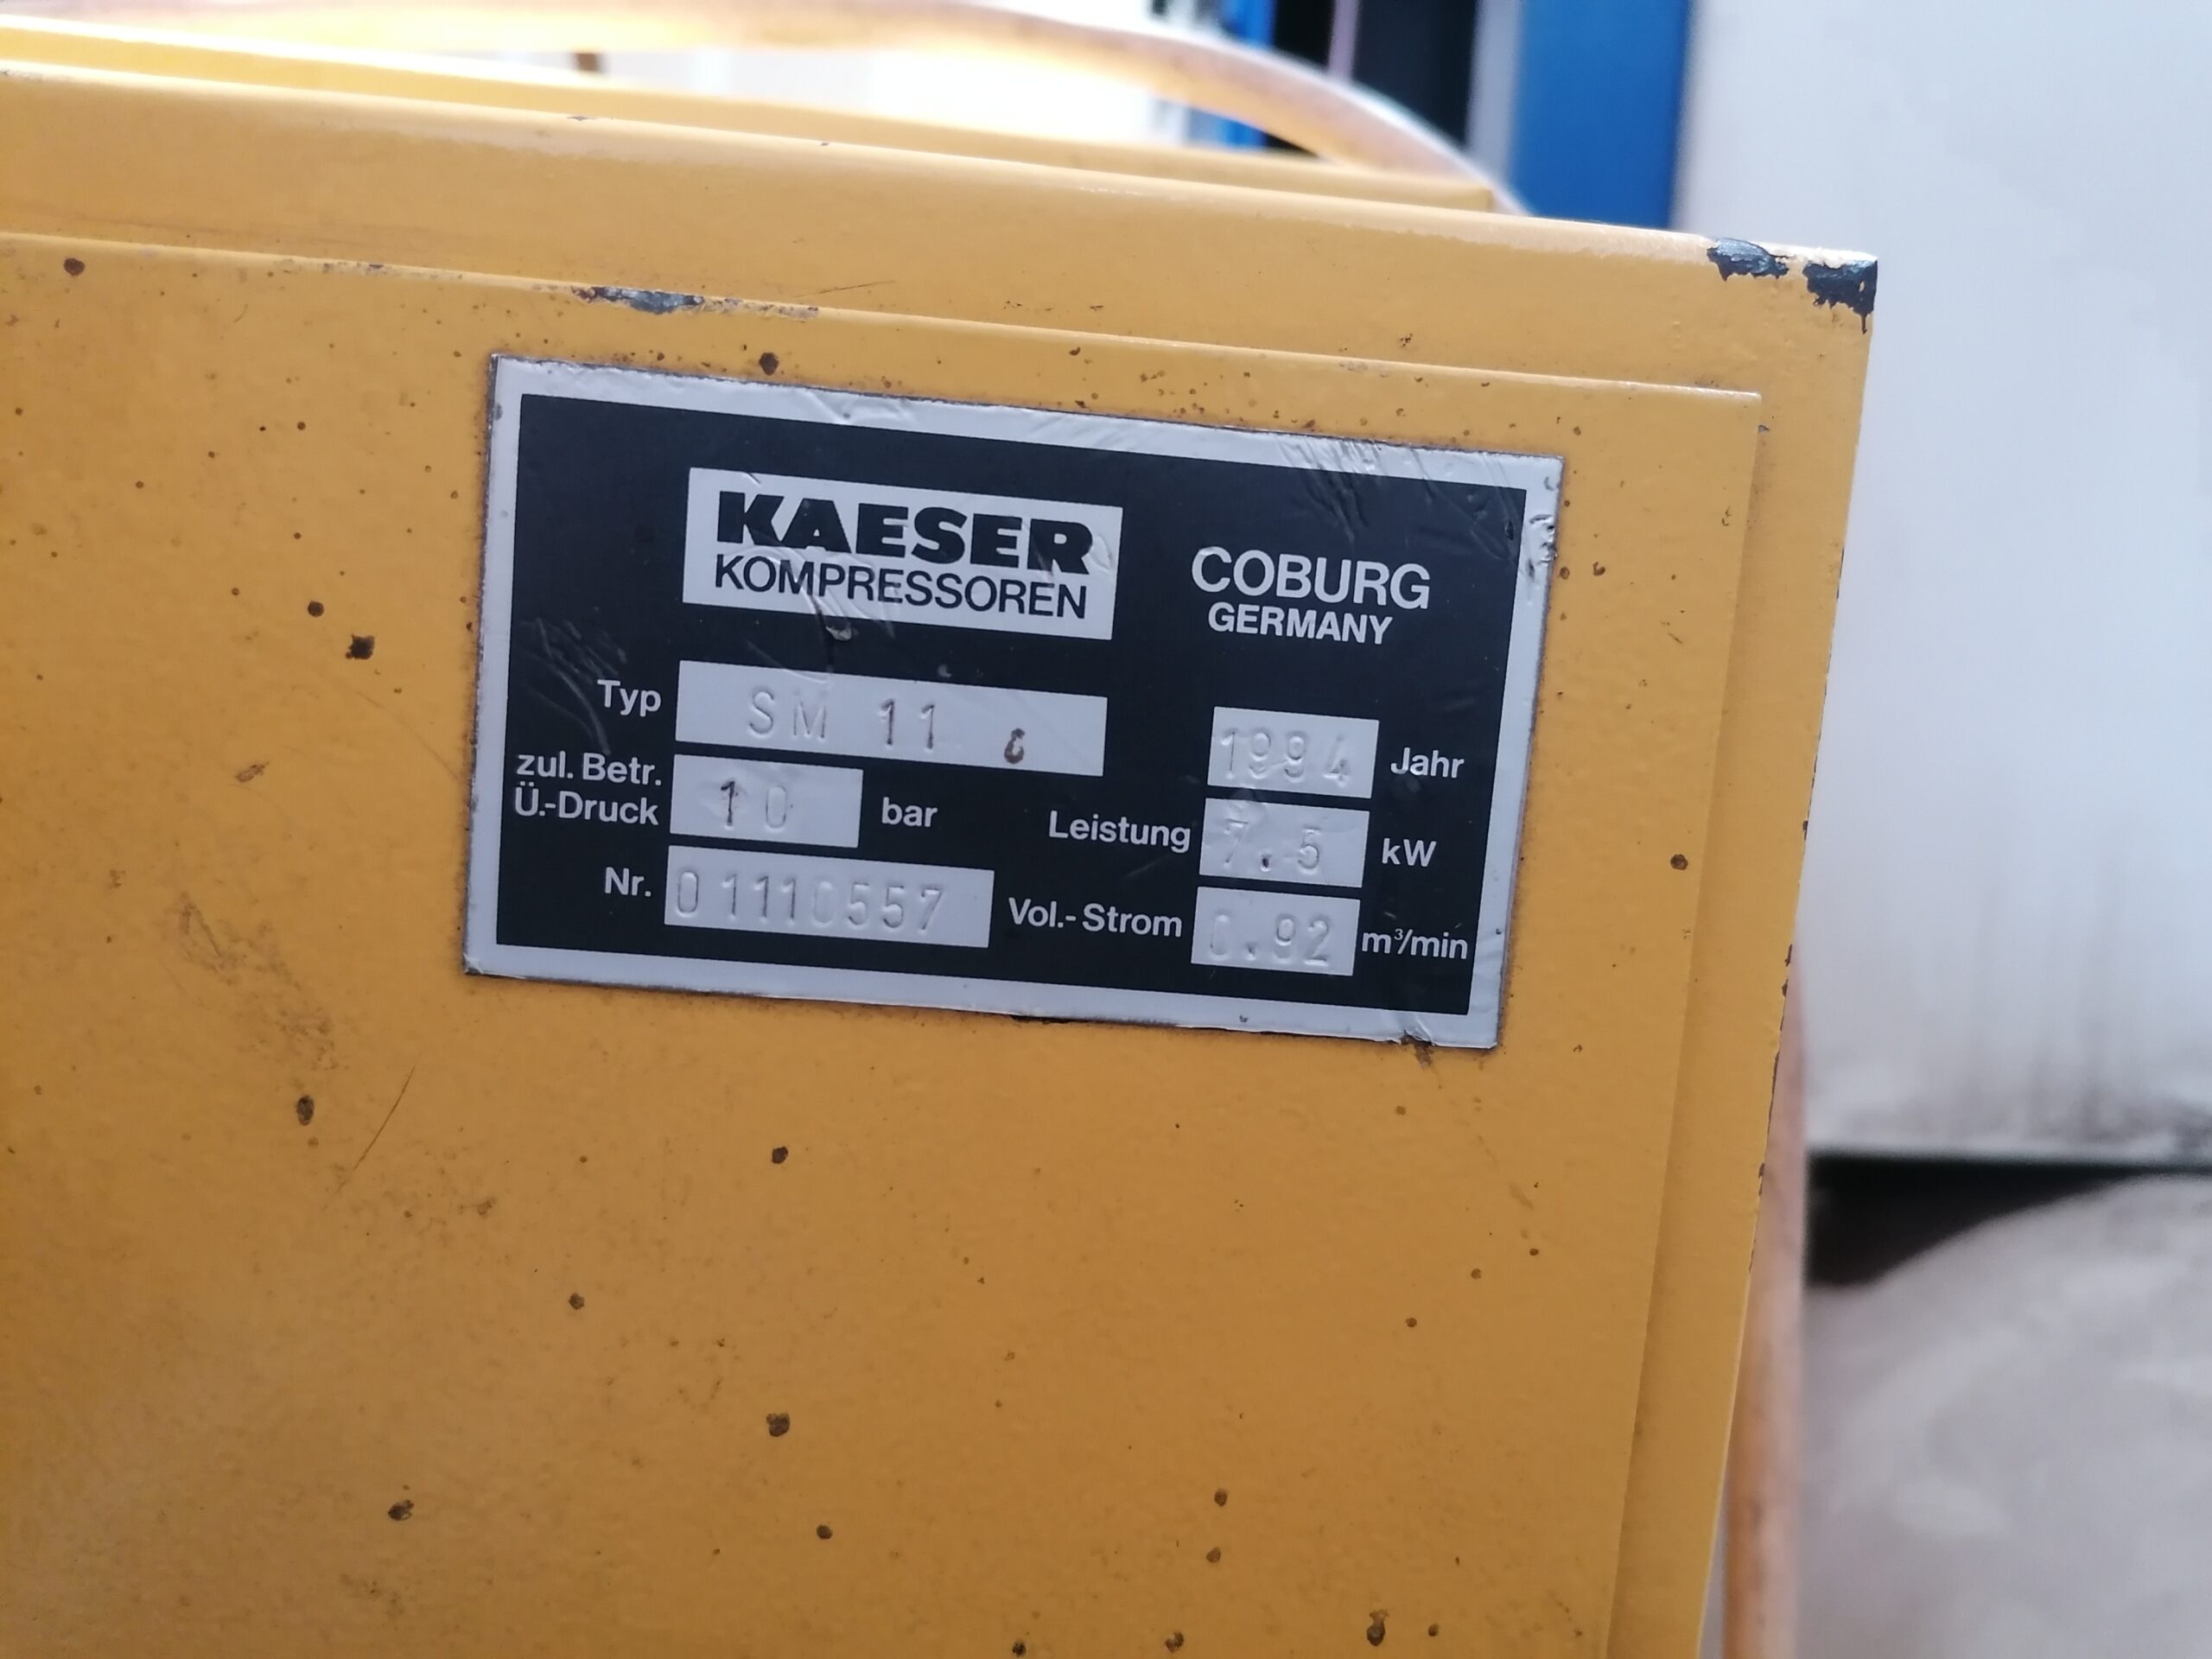 KAESER
KOMPRESSOREN
COBURG
GERMANY
Typ SM 11
1994 Jahr
zul. Betr.
Ü.-Druck 10 bar
Leistung 7.5 kW
Nr. 01110557
Vol.-Strom 0.92 m³/min